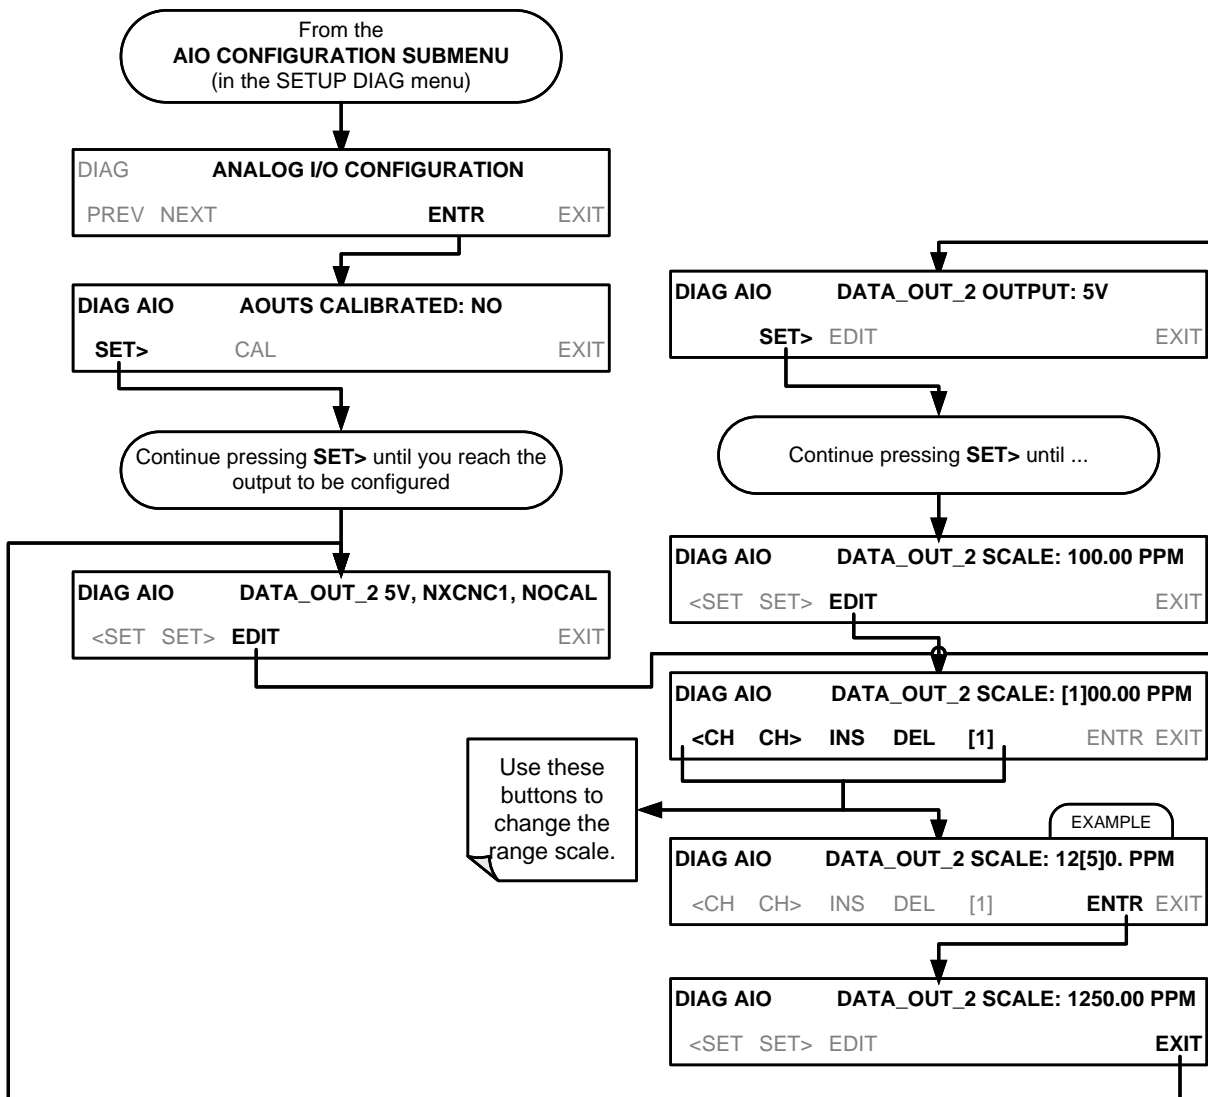 From the
AIO CONFIGURATION SUBMENU
(in the SETUP DIAG menu)
DIAG ANALOG I/O CONFIGURATION
PREV NEXT ENTR EXIT
DIAG AIO AOUTS CALIBRATED: NO
SET> CAL EXIT
Continue pressing SET> until you reach the
output to be configured
DIAG AIO DATA_OUT_2 5V, NXCNC1, NOCAL
<SET SET> EDIT EXIT
DIAG AIO DATA_OUT_2 OUTPUT: 5V
SET> EDIT EXIT
Continue pressing SET> until ...
DIAG AIO DATA_OUT_2 SCALE: 100.00 PPM
<SET SET> EDIT EXIT
DIAG AIO DATA_OUT_2 SCALE: [1]00.00 PPM
<CH CH> INS DEL [1] ENTR EXIT
Use these
buttons to
change the
range scale.
EXAMPLE
DIAG AIO DATA_OUT_2 SCALE: 12[5]0. PPM
<CH CH> INS DEL [1] ENTR EXIT
DIAG AIO DATA_OUT_2 SCALE: 1250.00 PPM
<SET SET> EDIT EXIT